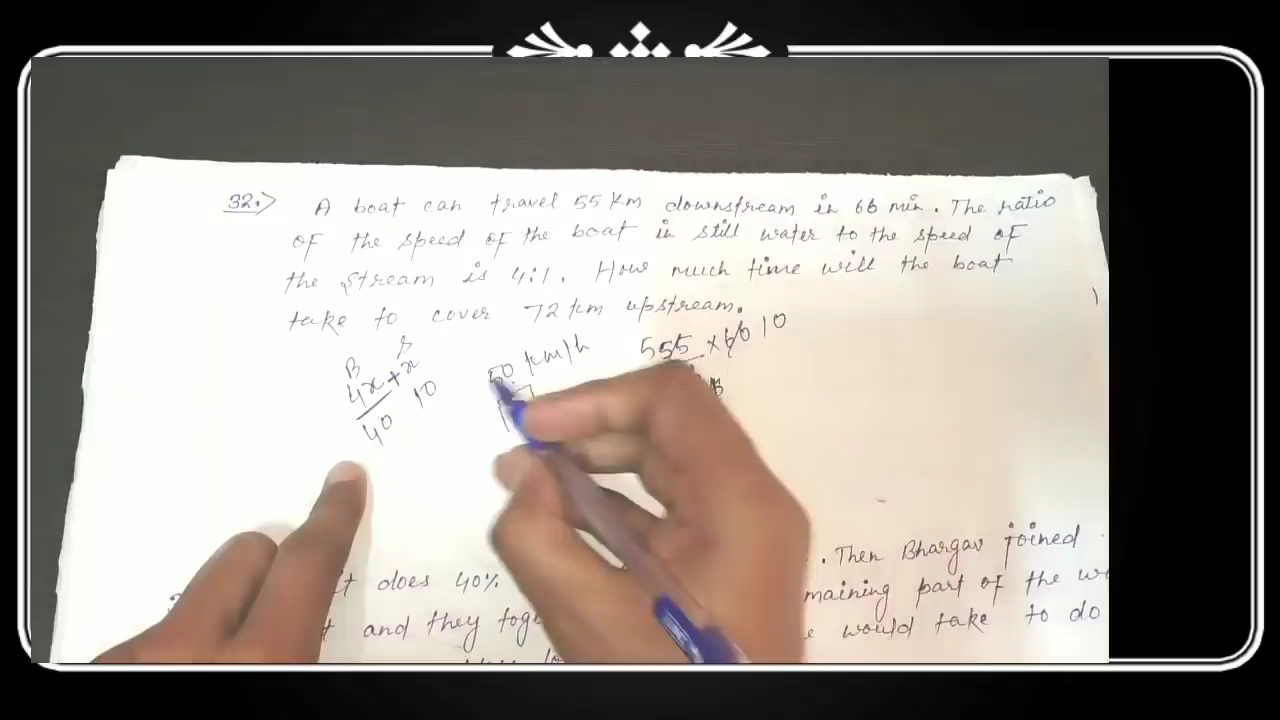 32.> A boat can travel 55 km downstream in 66 min. The ratio
of the speed of the boat in still water to the speed of
the stream is 4:1. How much time will the boat
take to cover 72 km upstream.
B S
4x + x
40 10
50 km/h
555 × 60 10
. Then Bhargav joined
does 40%
maining part of the wo
and they toge
would take to do